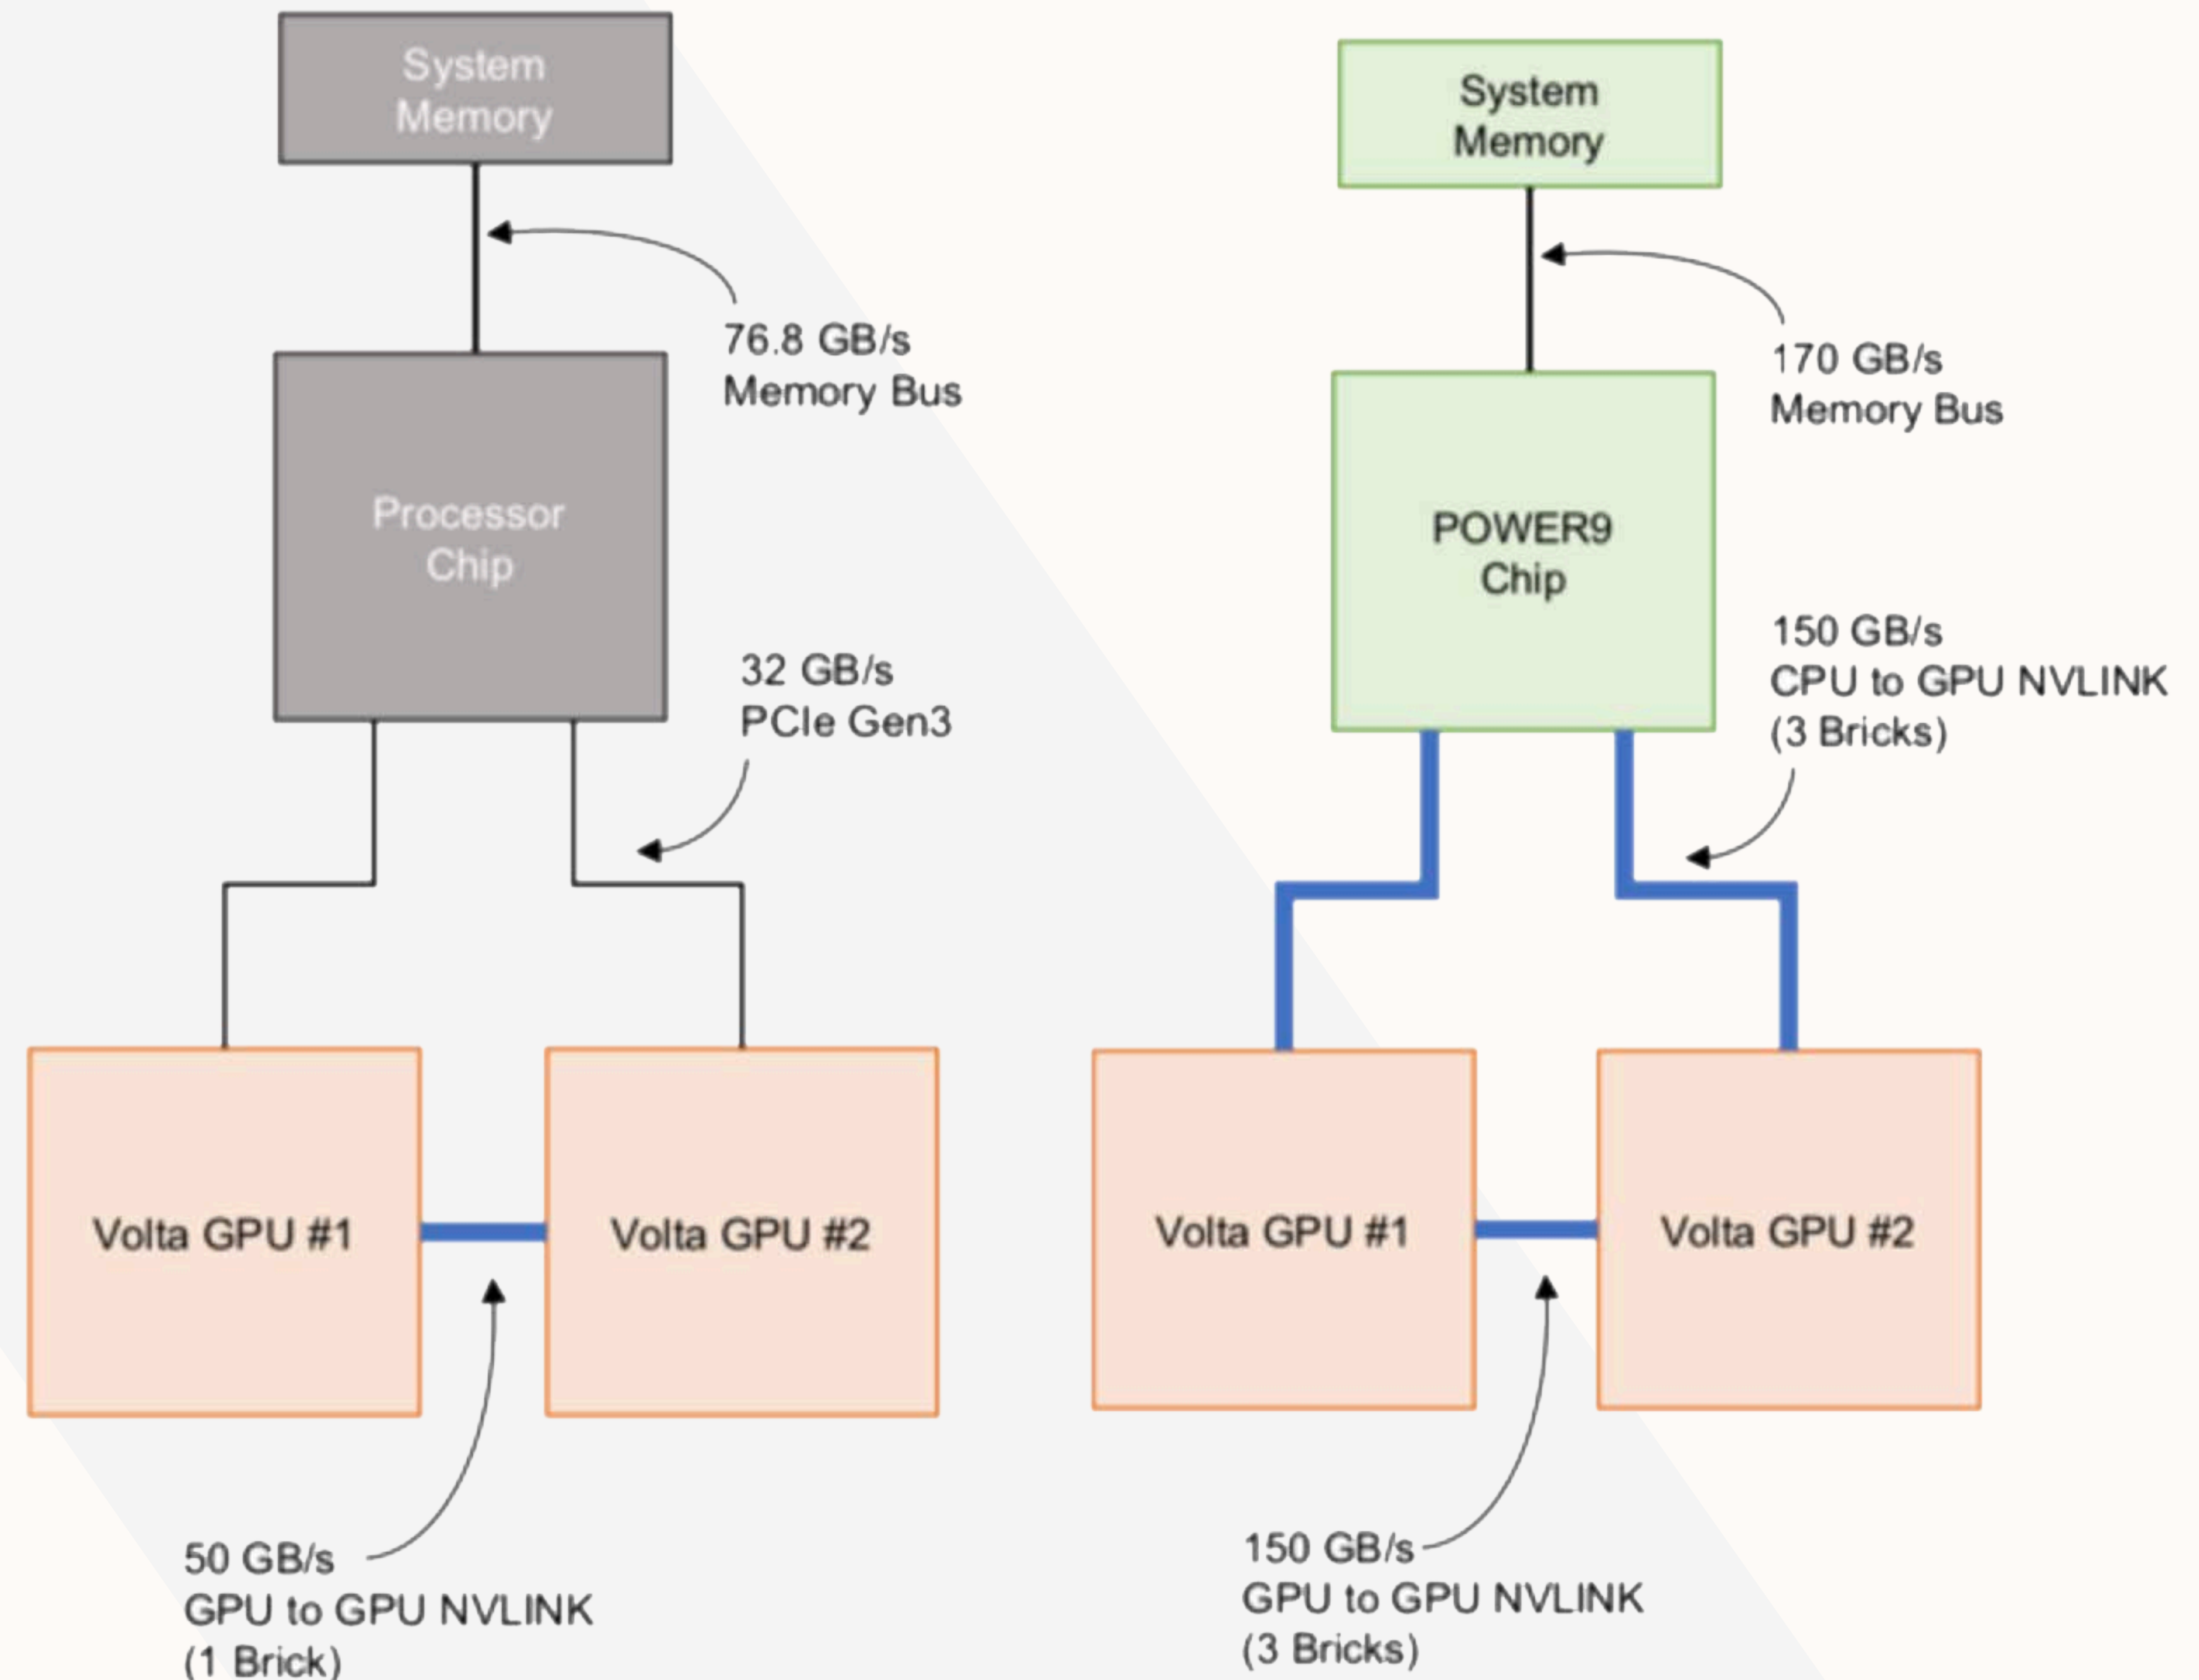 System
Memory
76.8 GB/s
Memory Bus
Processor
Chip
32 GB/s
PCIe Gen3
Volta GPU #1
Volta GPU #2
50 GB/s
GPU to GPU NVLINK
(1 Brick)
System
Memory
170 GB/s
Memory Bus
POWER9
Chip
150 GB/s
CPU to GPU NVLINK
(3 Bricks)
Volta GPU #1
Volta GPU #2
150 GB/s
GPU to GPU NVLINK
(3 Bricks)